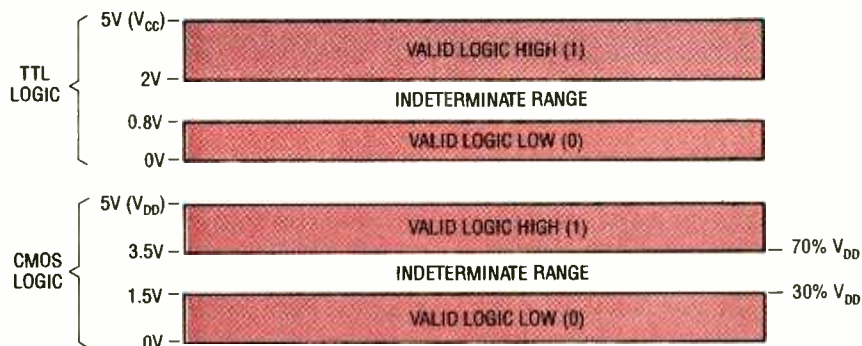 5V (VCC)
VALID LOGIC HIGH (1)
TTL
LOGIC
2V
INDETERMINATE RANGE
0.8V
VALID LOGIC LOW (0)
0V
5V (VDD)
VALID LOGIC HIGH (1)
3.5V
70% VDD
CMOS
LOGIC
INDETERMINATE RANGE
1.5V
30% VDD
VALID LOGIC LOW (0)
0V